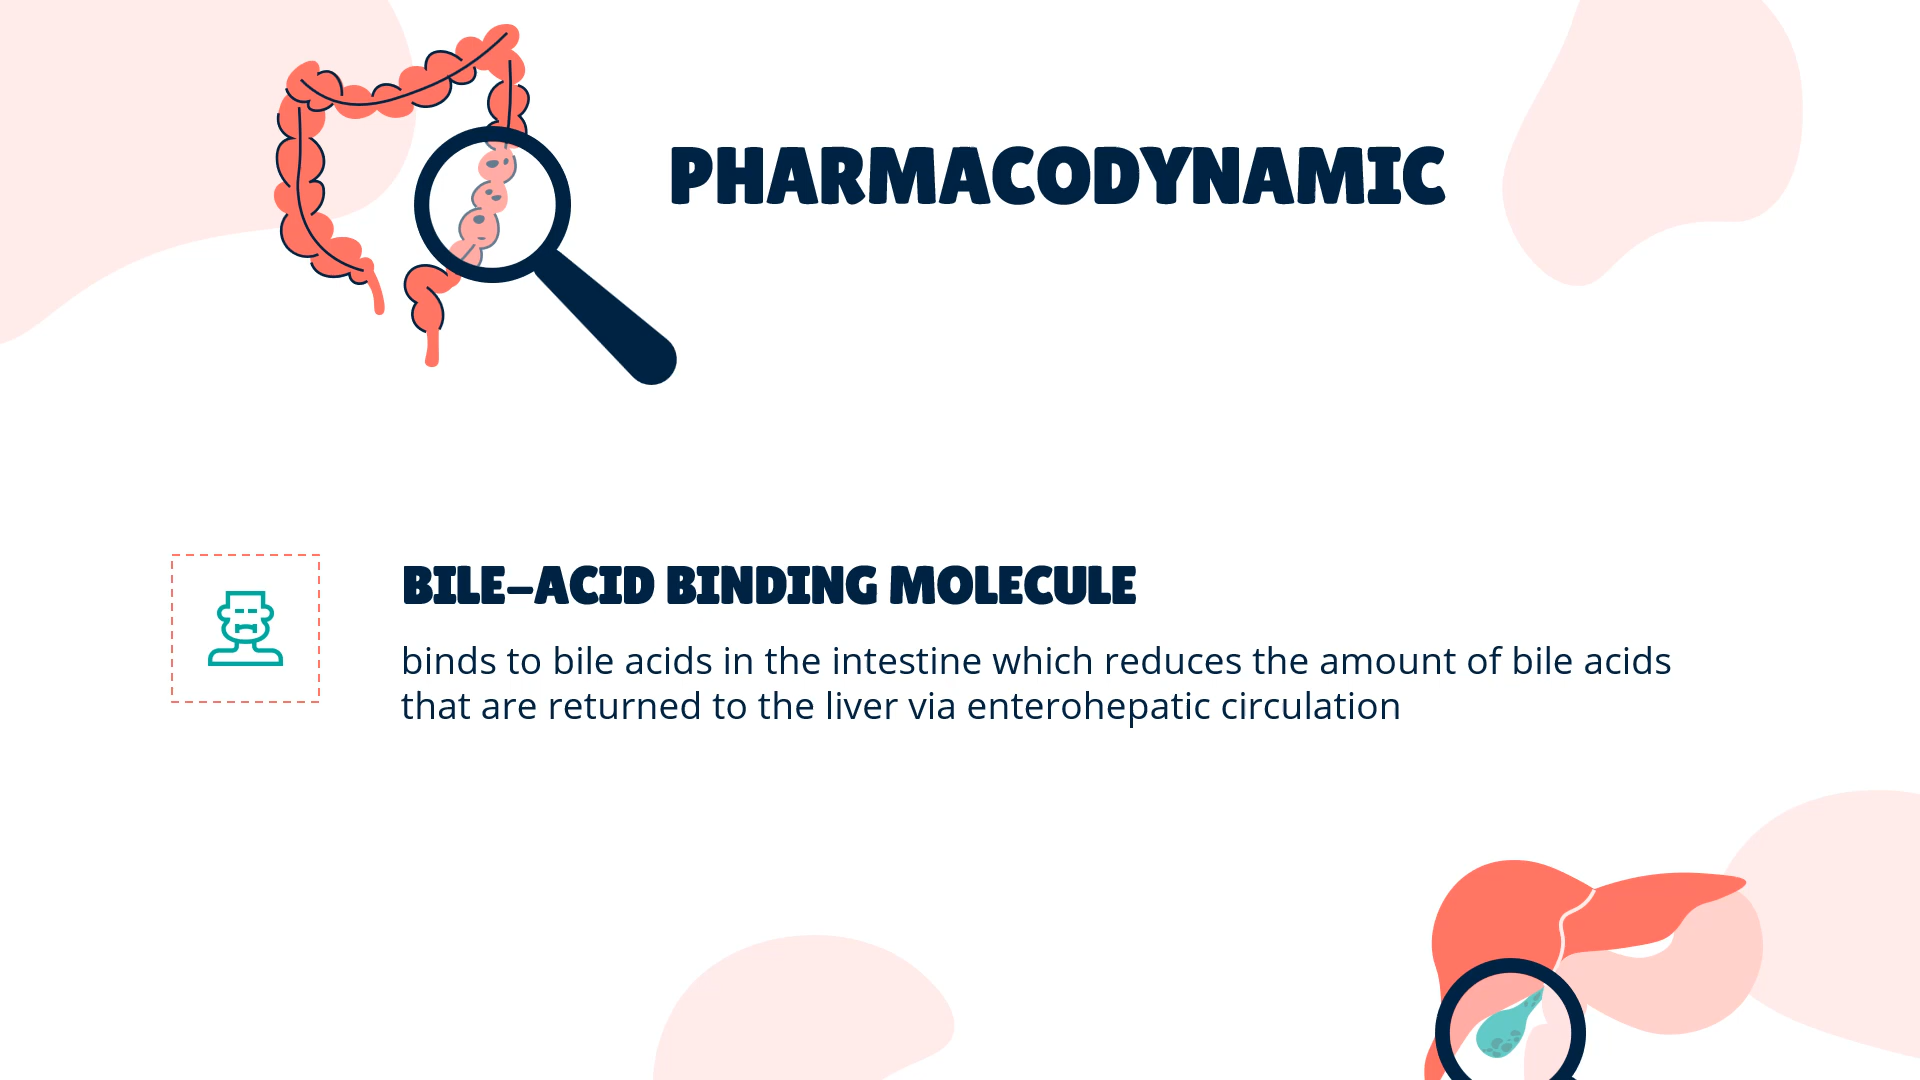 PHARMACODYNAMIC
BILE-ACID BINDING MOLECULE
binds to bile acids in the intestine which reduces the amount of bile acids
that are returned to the liver via enterohepatic circulation